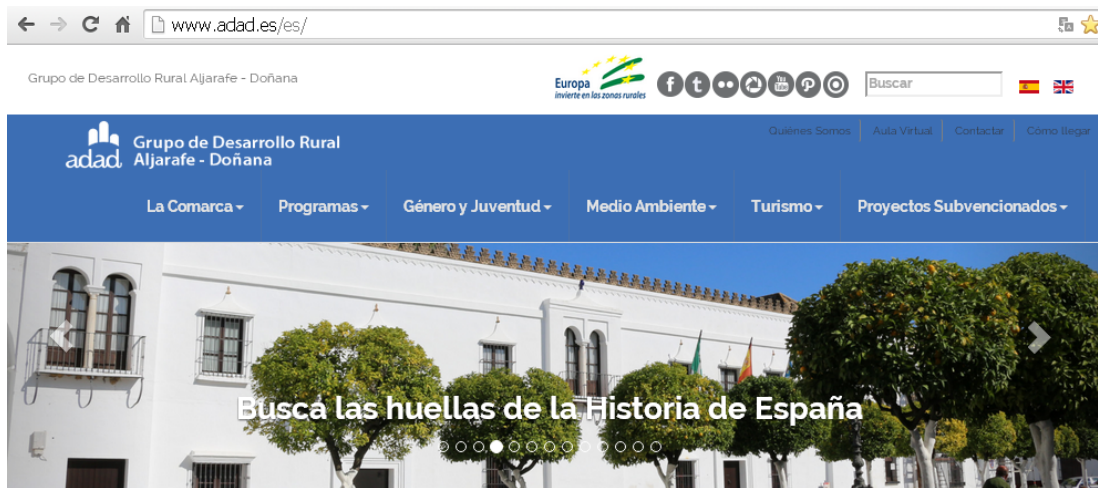 www.adad.es/es/
Grupo de Desarrollo Rural Aljarafe - Doñana
Europa
invierte en las zonas rurales
Buscar
Quiénes Somos
Aula Virtual
Contactar
Cómo llegar
adad
Grupo de Desarrollo Rural
Aljarafe - Doñana
La Comarca
Programas
Género y Juventud
Medio Ambiente
Turismo
Proyectos Subvencionados
Busca las huellas de la Historia de España